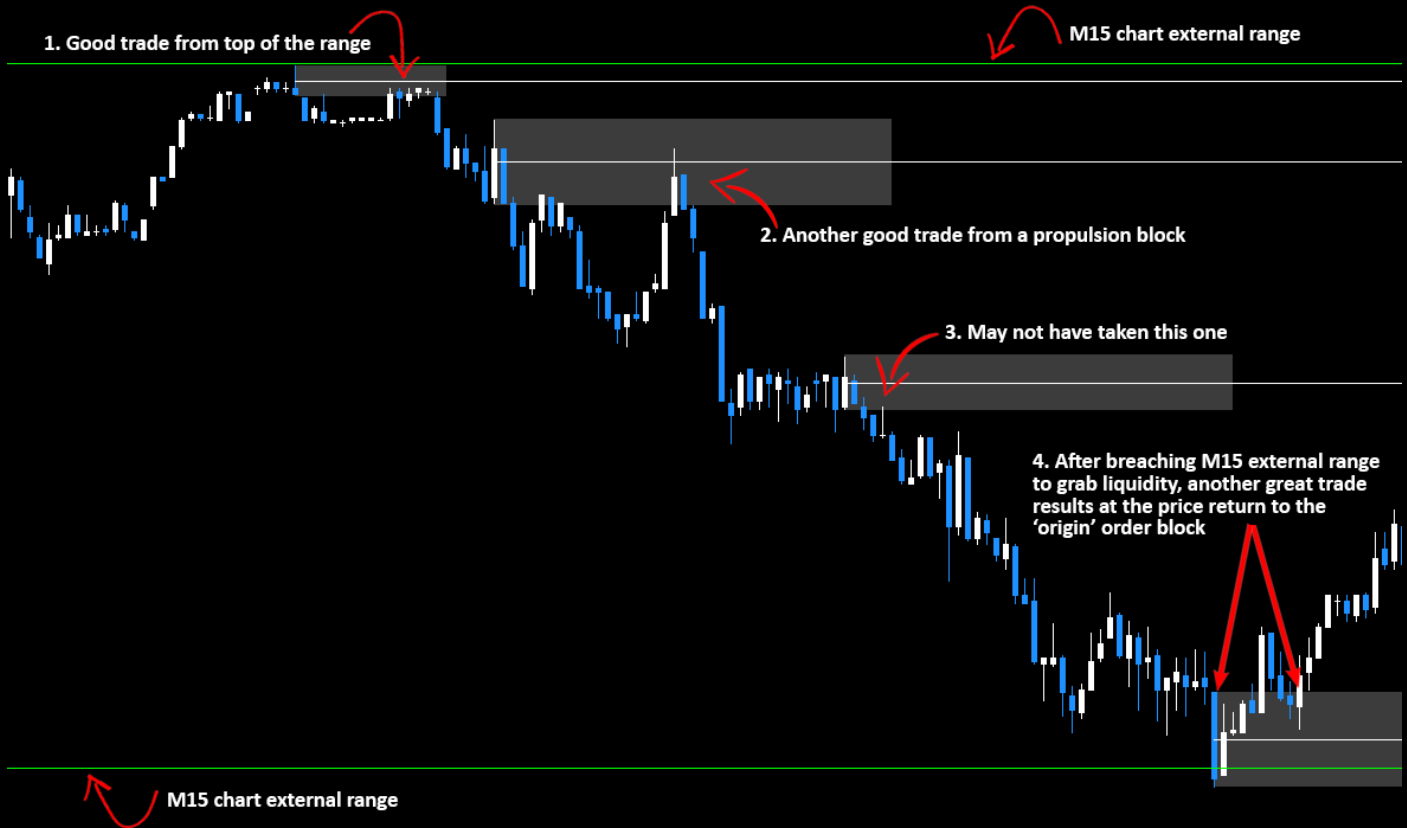 M15 chart external range
1. Good trade from top of the range
2. Another good trade from a propulsion block
3. May not have taken this one
4. After breaching M15 external range
to grab liquidity, another great trade
results at the price return to the
‘origin’ order block
M15 chart external range